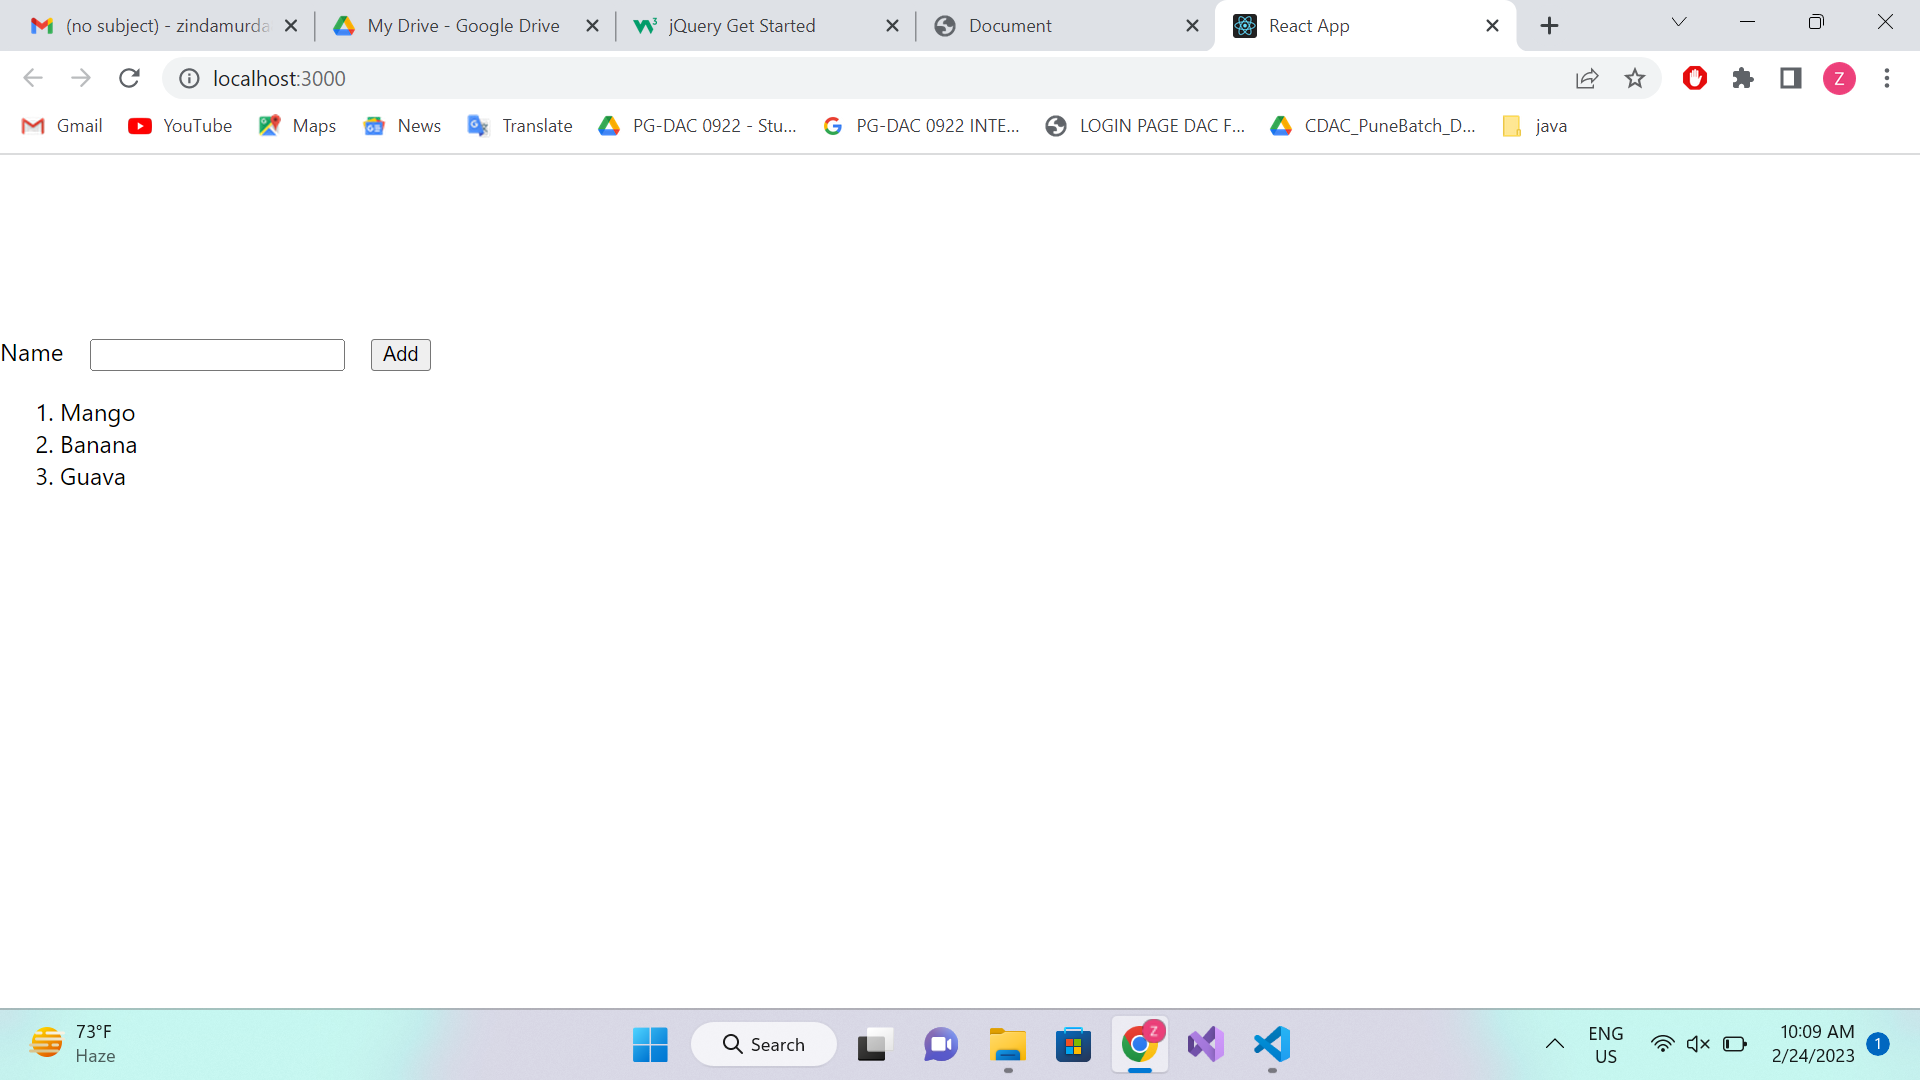 (no subject) - zindamurda
My Drive - Google Drive
jQuery Get Started
Document
React App
localhost:3000
Z
Gmail
YouTube
Maps
News
Translate
PG-DAC 0922 - Stu...
PG-DAC 0922 INTE...
LOGIN PAGE DAC F...
CDAC_PuneBatch_D...
java
Name
Add
1. Mango
2. Banana
3. Guava
73°F
Haze
Search
Z
ENG
US
10:09 AM
2/24/2023
1